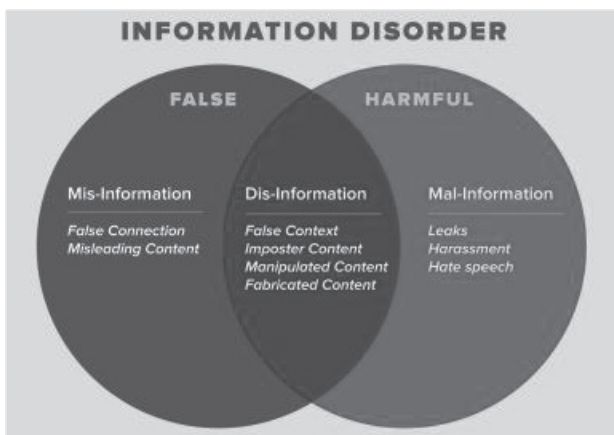 INFORMATION DISORDER
FALSE
HARMFUL
Mis-Information
False Connection
Misleading Content
Dis-Information
False Context
Imposter Content
Manipulated Content
Fabricated Content
Mal-Information
Leaks
Harassment
Hate speech